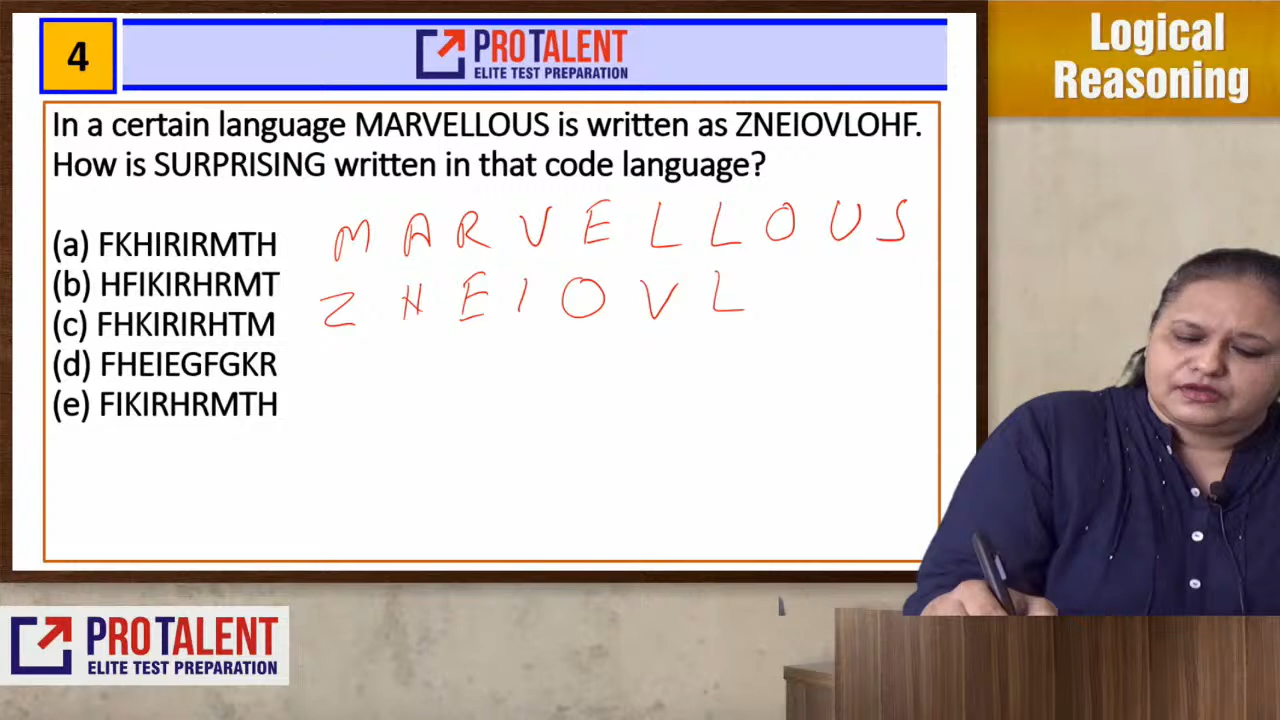 4
PROTALENT
ELITE TEST PREPARATION
Logical
Reasoning
In a certain language MARVELLOUS is written as ZNEIOVLOHF.
How is SURPRISING written in that code language?
(a) FKHIRIRMTH
(b) HFIKIRHRMT
(c) FHKIRIRHTM
(d) FHEIEGFGKR
(e) FIKIRHRMTH
M A R V E L L O U S
Z N E I O V L
PROTALENT
ELITE TEST PREPARATION